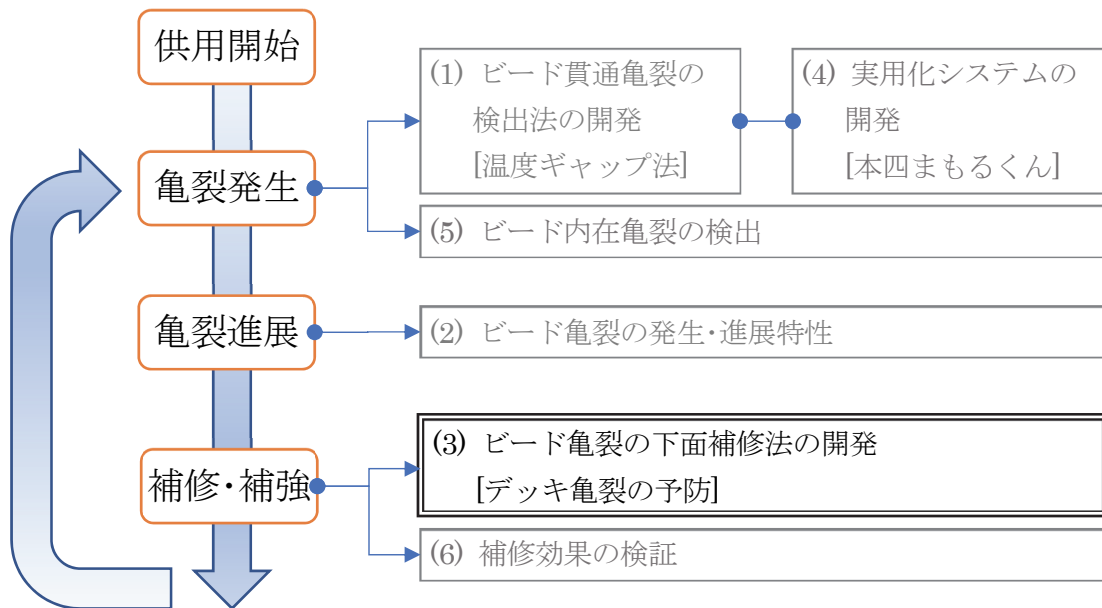 供用開始
(1) ビード貫通亀裂の
検出法の開発
[温度ギャップ法]
(4) 実用化システムの
開発
[本四まもるくん]
亀裂発生
(5) ビード内在亀裂の検出
亀裂進展
(2) ビード亀裂の発生･進展特性
(3) ビード亀裂の下面補修法の開発
[デッキ亀裂の予防]
補修･補強
(6) 補修効果の検証